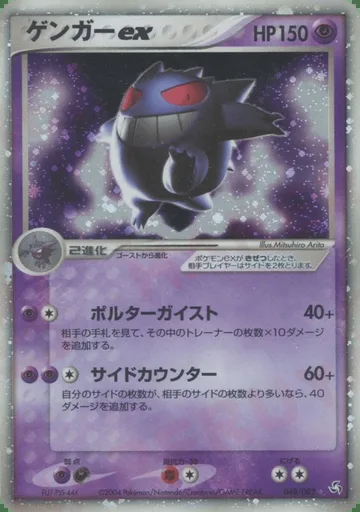 ゲンガーex HP150
Illus.Mitsuhiro Arita
2進化 ゴーストから進化
ポケモンexがきぜつしたとき、
相手プレイヤーはサイドを2枚とる。
ポルターガイスト 40+
相手の手札を見て、その中のトレーナーの枚数×10ダメージ
を追加する。
サイドカウンター 60+
自分のサイドの枚数が、相手のサイドの枚数より多いなら、40
ダメージを追加する。
弱点 抵抗力 -30 にげる
©2004 Pokémon/Nintendo/Creatures/GAME FREAK.